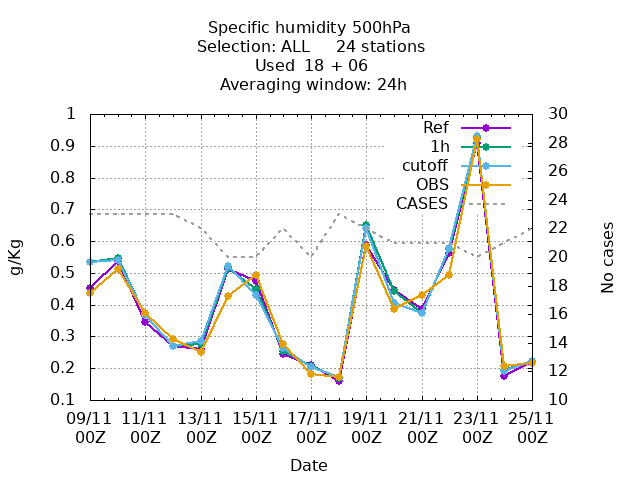 Specific humidity 500hPa
Selection: ALL 24 stations
Used 18 + 06
Averaging window: 24h
1
0.9
0.8
0.7
0.6
0.5
0.4
0.3
0.2
0.1
g/Kg
30
28
26
24
22
20
18
16
14
12
10
No cases
Ref
1h
cutoff
OBS
CASES
09/11 11/11 13/11 15/11 17/11 19/11 21/11 23/11 25/11
00Z 00Z 00Z 00Z 00Z 00Z 00Z 00Z 00Z
Date